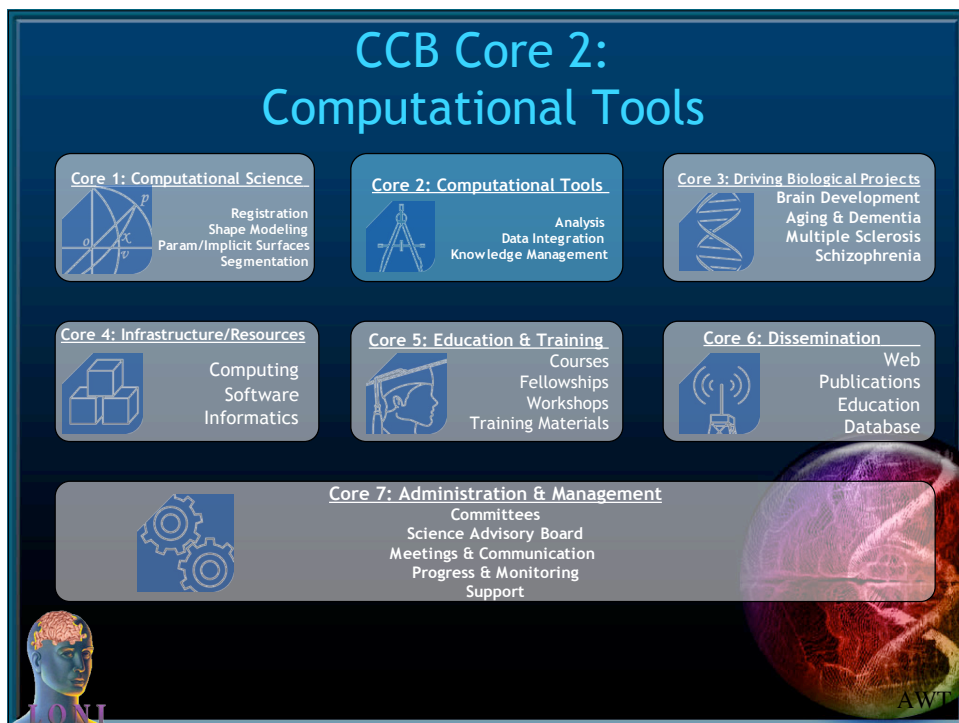 CCB Core 2:
Computational Tools
Core 1: Computational Science
Registration
Shape Modeling
Param/Implicit Surfaces
Segmentation
p
o
x
v
Core 2: Computational Tools
Analysis
Data Integration
Knowledge Management
Core 3: Driving Biological Projects
Brain Development
Aging & Dementia
Multiple Sclerosis
Schizophrenia
Core 4: Infrastructure/Resources
Computing
Software
Informatics
Core 5: Education & Training
Courses
Fellowships
Workshops
Training Materials
Core 6: Dissemination
Web
Publications
Education
Database
Core 7: Administration & Management
Committees
Science Advisory Board
Meetings & Communication
Progress & Monitoring
Support
LONI
AWT